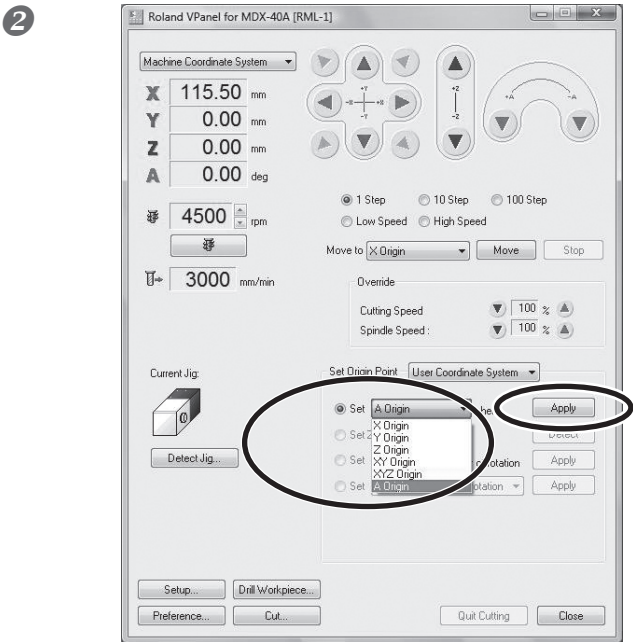 2
Roland VPanel for MDX-40A [RML-1]
Machine Coordinate System
X 115.50 mm
Y 0.00 mm
Z 0.00 mm
A 0.00 deg
+Y
-X +X
-Y
+Z
-Z
+A -A
1 Step 10 Step 100 Step
Low Speed High Speed
4500 rpm
Move to X Origin Move Stop
3000 mm/min
Override
Cutting Speed 100 %
Spindle Speed : 100 %
Current Jig:
Set Origin Point User Coordinate System
Set A Origin Apply
X Origin
Y Origin
Z Origin
XY Origin
XYZ Origin
A Origin
Set Detect
Set Apply
Set Apply
Detect Jig...
Setup... Drill Workpiece...
Preference... Cut... Quit Cutting Close